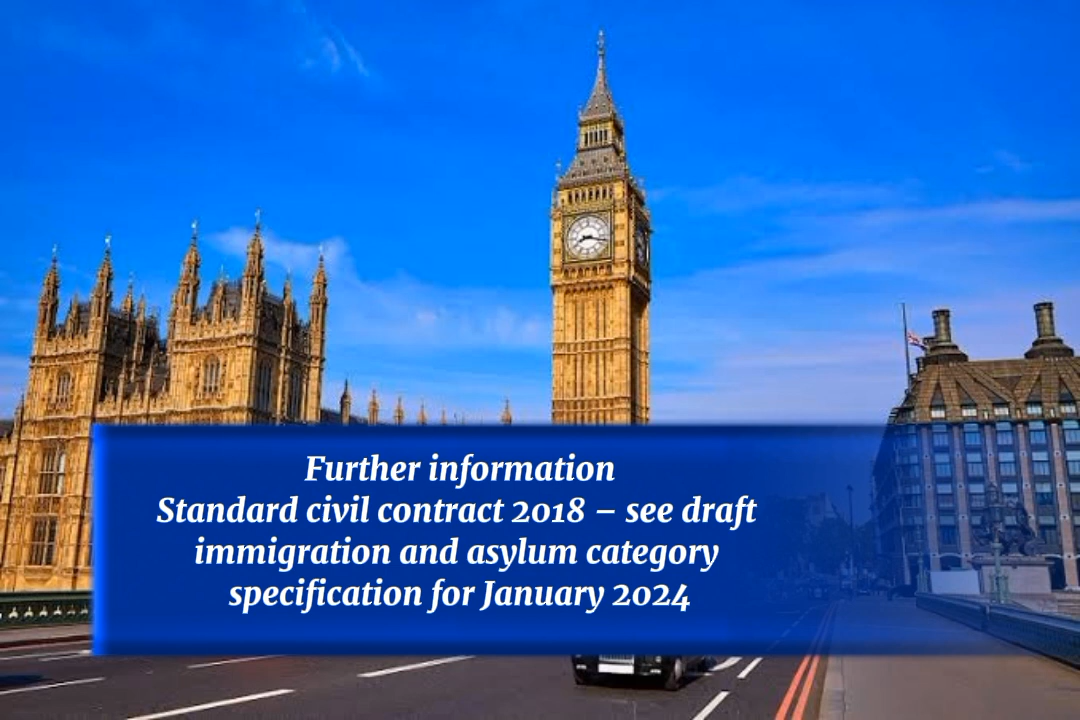 Further information
Standard civil contract 2018 – see draft
immigration and asylum category
specification for January 2024